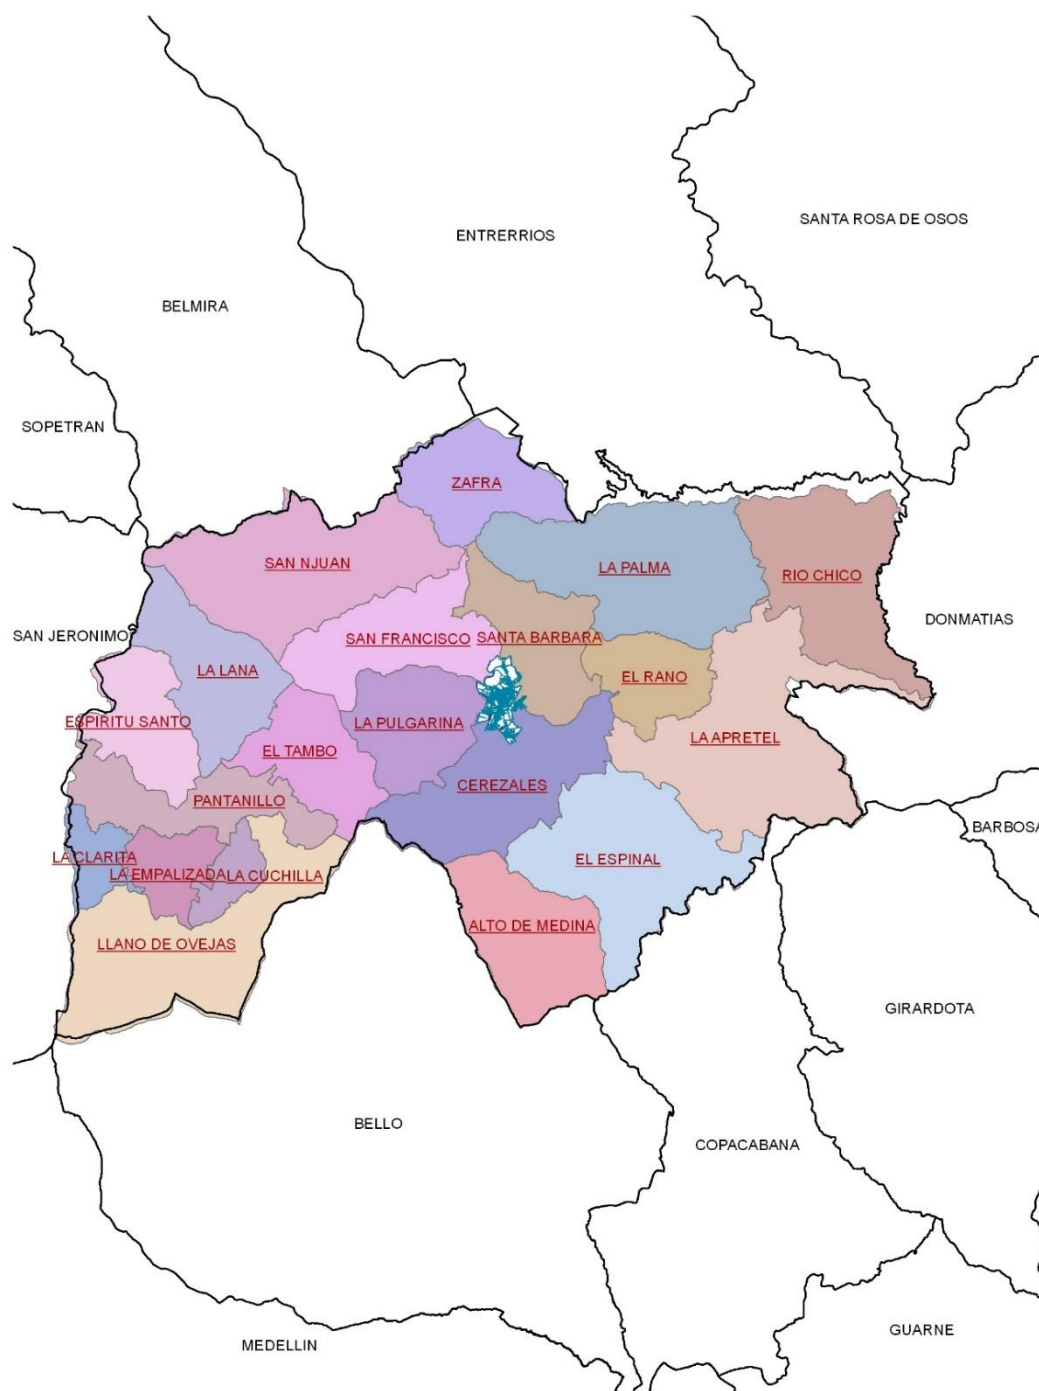 SANTA ROSA DE OSOS
ENTRERRIOS
BELMIRA
SOPETRAN
ZAFRA
SAN NJUAN
LA PALMA
RIO CHICO
DONMATIAS
SAN JERONIMO
SAN FRANCISCO
SANTA BARBARA
LA LANA
EL RANO
ESPIRITU SANTO
LA PULGARINA
LA APRETEL
EL TAMBO
CEREZALES
PANTANILLO
BARBOSA
LA CLARITA
EL ESPINAL
LA EMPALIZADA
LA CUCHILLA
ALTO DE MEDINA
LLANO DE OVEJAS
GIRARDOTA
BELLO
COPACABANA
GUARNE
MEDELLIN